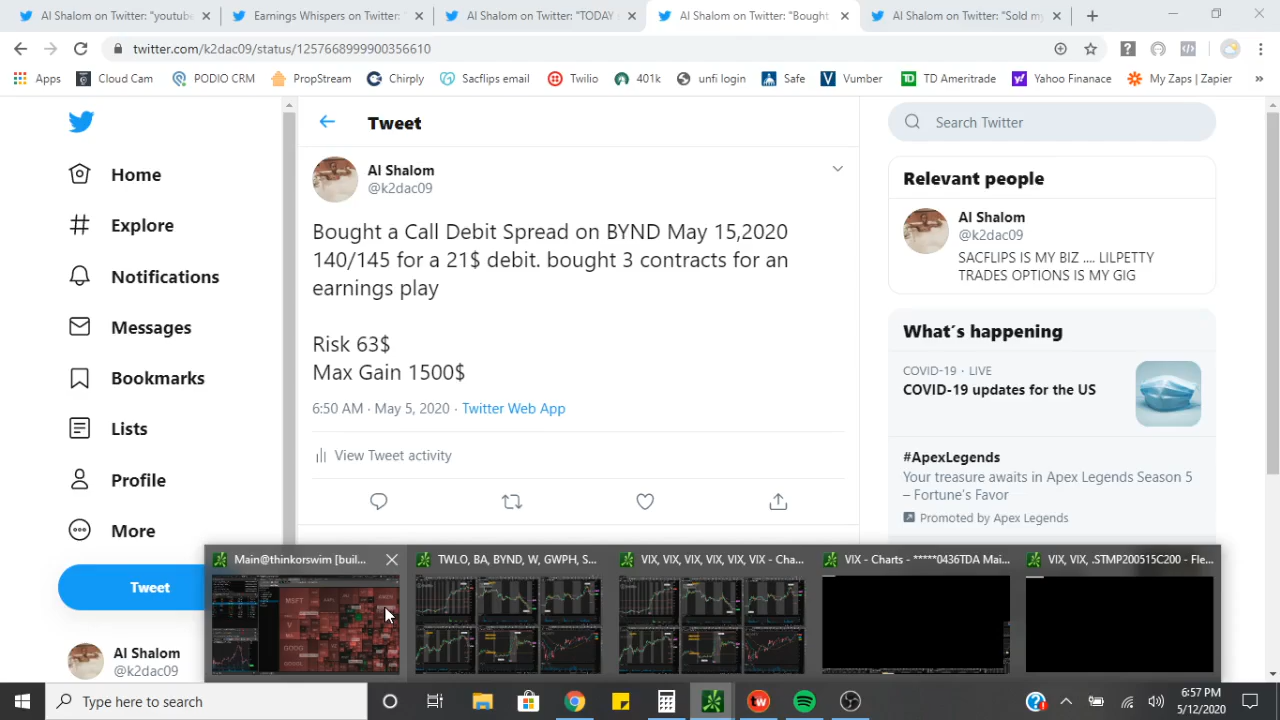 Al Shalom on Twitter: "youtube
Earnings Whispers on Twitter: "
Al Shalom on Twitter: "TODAY
Al Shalom on Twitter: "Bought
Al Shalom on Twitter: "Sold my
twitter.com/k2dac09/status/1257668999900356610
Apps
Cloud Cam
PODIO CRM
PropStream
Chirply
Sacflips email
Twilio
401k
unfi login
Safe
Vumber
TD Ameritrade
Yahoo Finanace
My Zaps | Zapier
»
Home
Explore
Notifications
Messages
Bookmarks
Lists
Profile
More
Tweet
Al Shalom
@k2dac09
Tweet
Al Shalom
@k2dac09
Bought a Call Debit Spread on BYND May 15,2020
140/145 for a 21$ debit. bought 3 contracts for an
earnings play
Risk 63$
Max Gain 1500$
6:50 AM · May 5, 2020 · Twitter Web App
View Tweet activity
Search Twitter
Relevant people
Al Shalom
@k2dac09
SACFLIPS IS MY BIZ .... LILPETTY
TRADES OPTIONS IS MY GIG
What's happening
COVID-19 · LIVE
COVID-19 updates for the US
#ApexLegends
Your treasure awaits in Apex Legends Season 5
– Fortune's Favor
Promoted by Apex Legends
Main@thinkorswim [buil...
TWLO, BA, BYND, W, GWPH, S...
VIX, VIX, VIX, VIX, VIX, VIX - Cha...
VIX - Charts - *****0436TDA Mai...
VIX, VIX, .STMP200515C200 - Fle...
MSFT
GOOG
Type here to search
tw
6:57 PM
5/12/2020